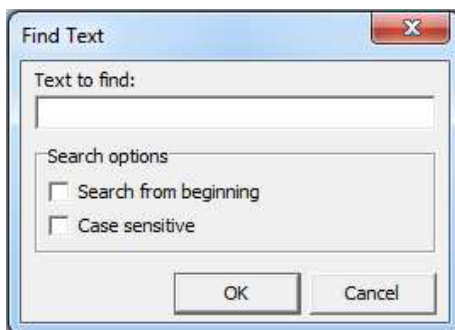 Find Text
Text to find:
Search options
Search from beginning
Case sensitive
OK Cancel